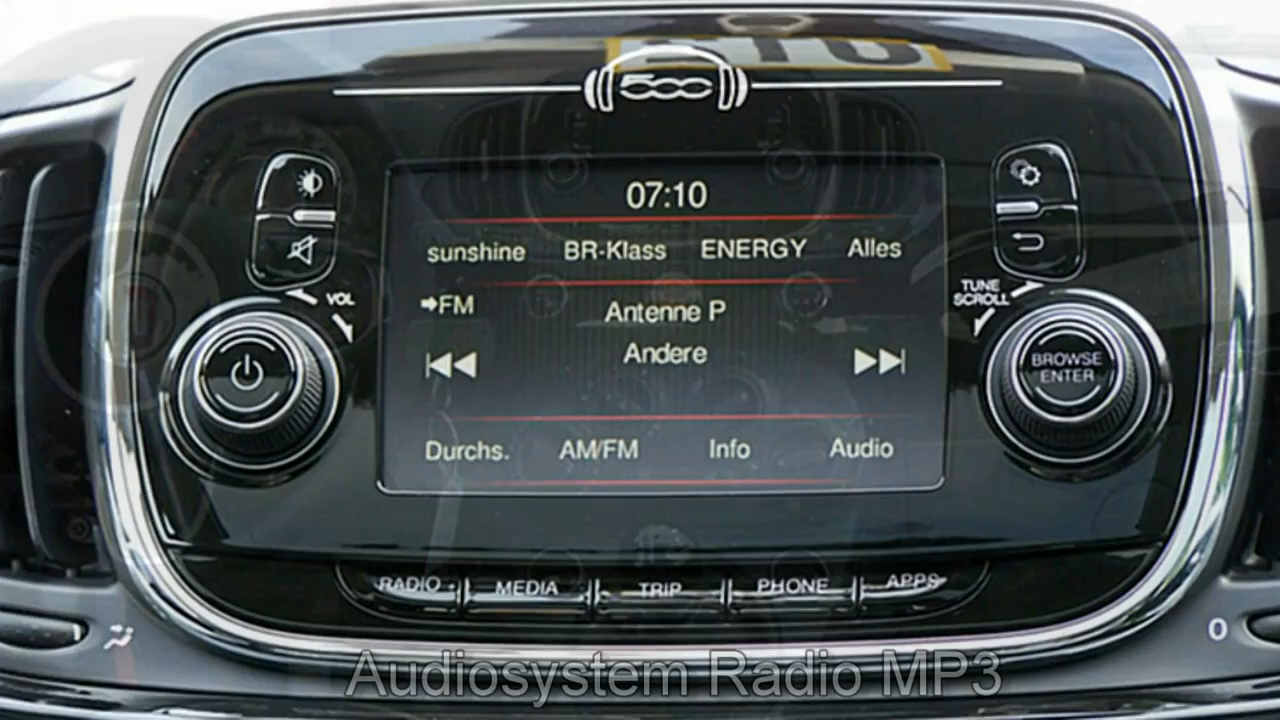 500
07:10
sunshine BR-Klass ENERGY Alles
FM
Antenne P
Andere
Durchs. AM/FM Info Audio
VOL
TUNE
SCROLL
BROWSE
ENTER
RADIO MEDIA TRIP PHONE APPS
0
Audiosystem Radio MP3